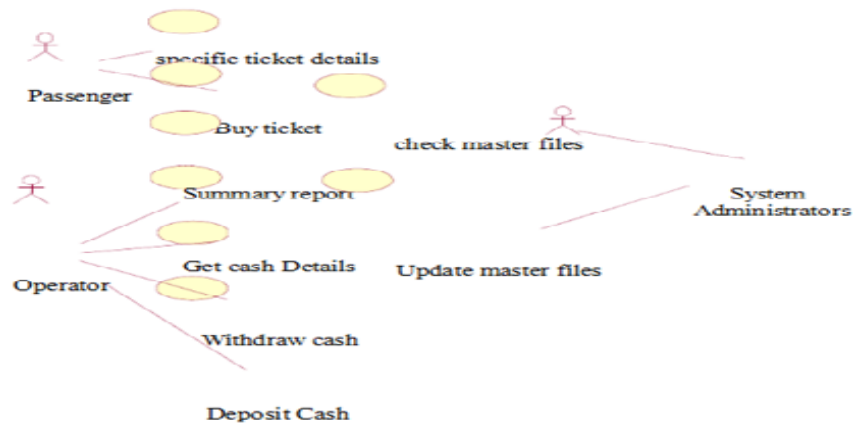 specific ticket details
Passenger
Buy ticket
check master files
Summary report
System
Administrators
Get cash Details
Update master files
Operator
Withdraw cash
Deposit Cash